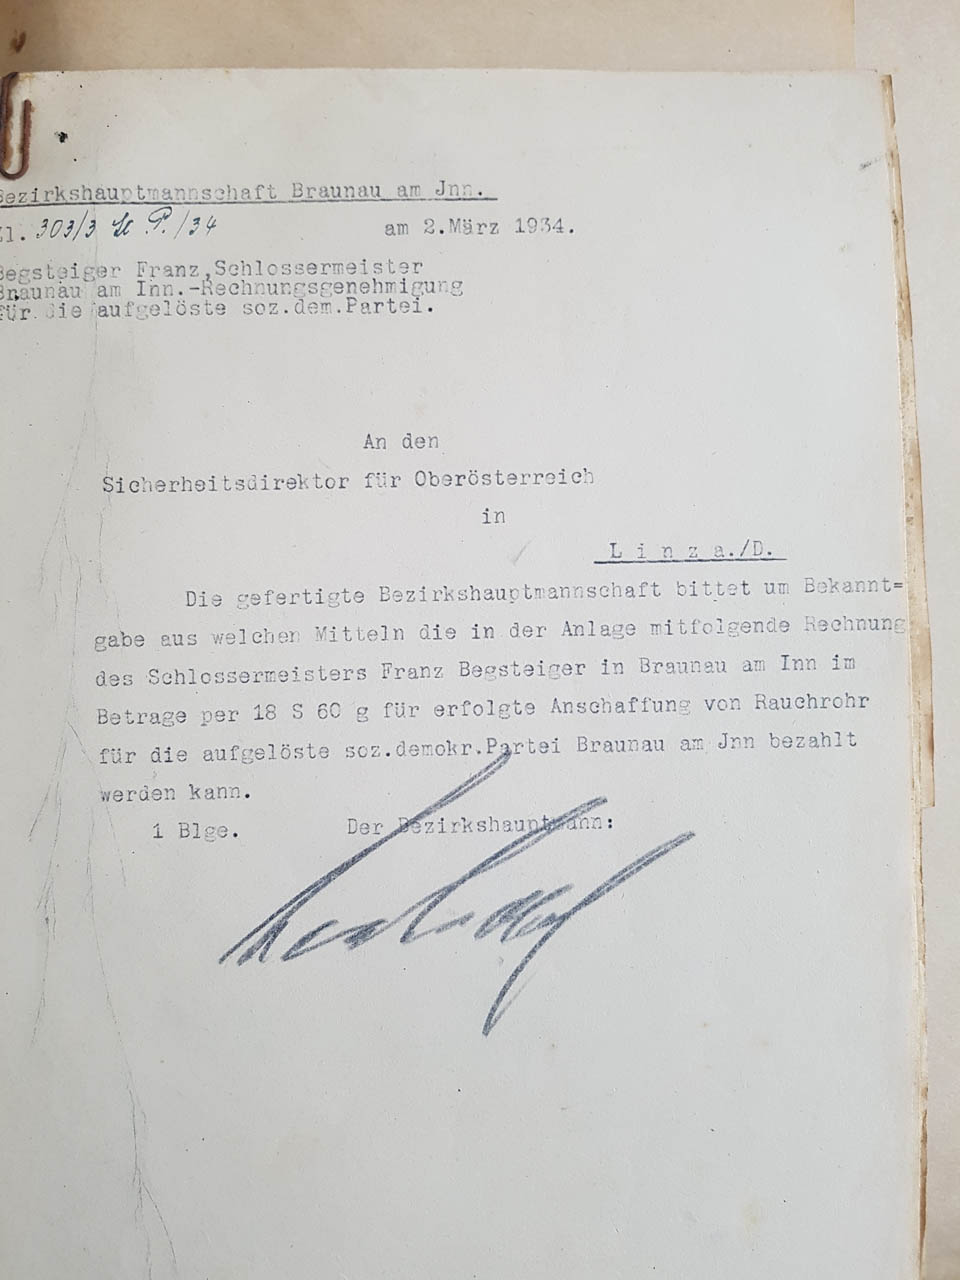 Bezirkshauptmannschaft Braunau am Jnn.
Zl. 303/3 St P./34 am 2.März 1934.
Begsteiger Franz,Schlossermeister
Braunau am Inn.-Rechnungsgenehmigung
für die aufgelöste soz.dem.Partei.
An den
Sicherheitsdirektor für Oberösterreich
in
L i n z a./D.
Die gefertigte Bezirkshauptmannschaft bittet um Bekannt=
gabe aus welchen Mitteln die in der Anlage mitfolgende Rechnung
des Schlossermeisters Franz Begsteiger in Braunau am Inn im
Betrage per 18 S 60 g für erfolgte Anschaffung von Rauchrohr
für die aufgelöste soz.demokr.Partei Braunau am Jnn bezahlt
werden kann.
1 Blge. Der Bezirkshauptmann: